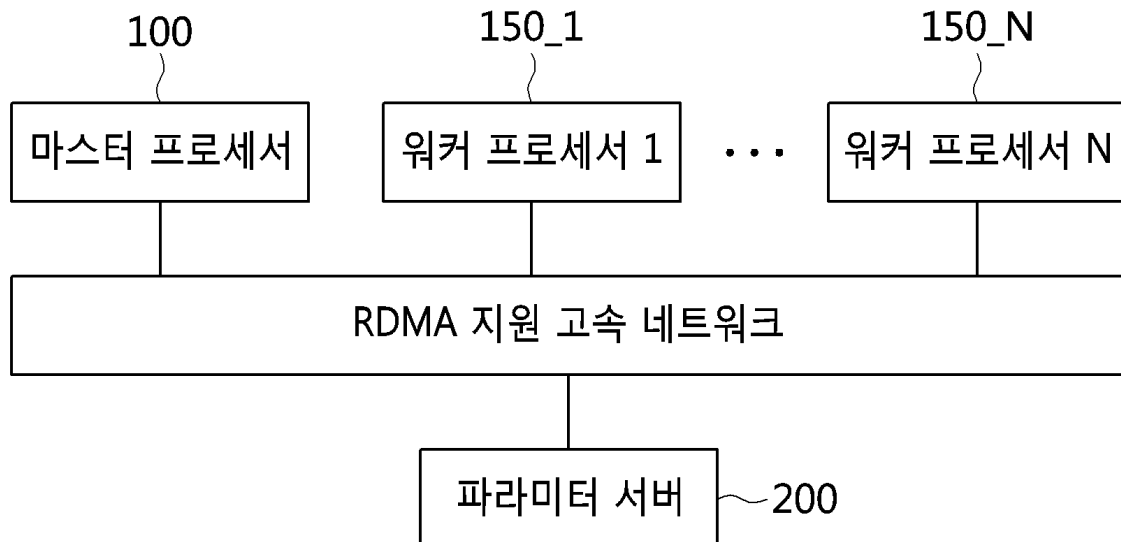 100
150_1
150_N
마스터 프로세서
워커 프로세서 1
• • •
워커 프로세서 N
RDMA 지원 고속 네트워크
파라미터 서버
200